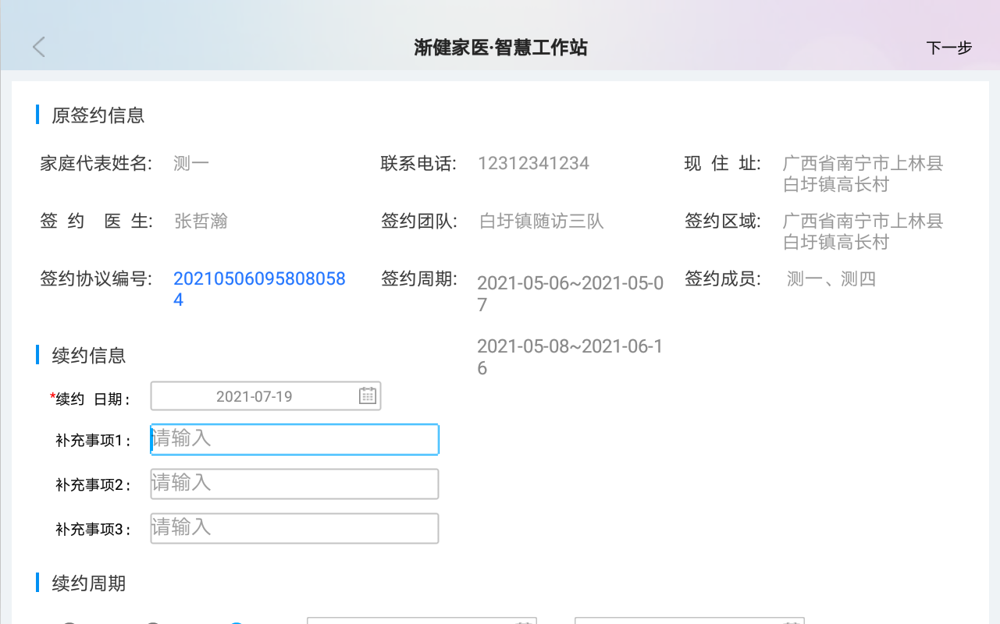 渐健家医·智慧工作站
下一步
原签约信息
家庭代表姓名: 测一 联系电话: 12312341234 现 住 址: 广西省南宁市上林县
白圩镇高长村
签 约 医 生: 张哲瀚 签约团队: 白圩镇随访三队 签约区域: 广西省南宁市上林县
白圩镇高长村
签约协议编号: 20210506095808058
4
签约周期: 2021-05-06~2021-05-0
7
2021-05-08~2021-06-1
6
签约成员: 测一、测四
续约信息
*续约 日期: 2021-07-19
补充事项1: 请输入
补充事项2: 请输入
补充事项3: 请输入
续约周期